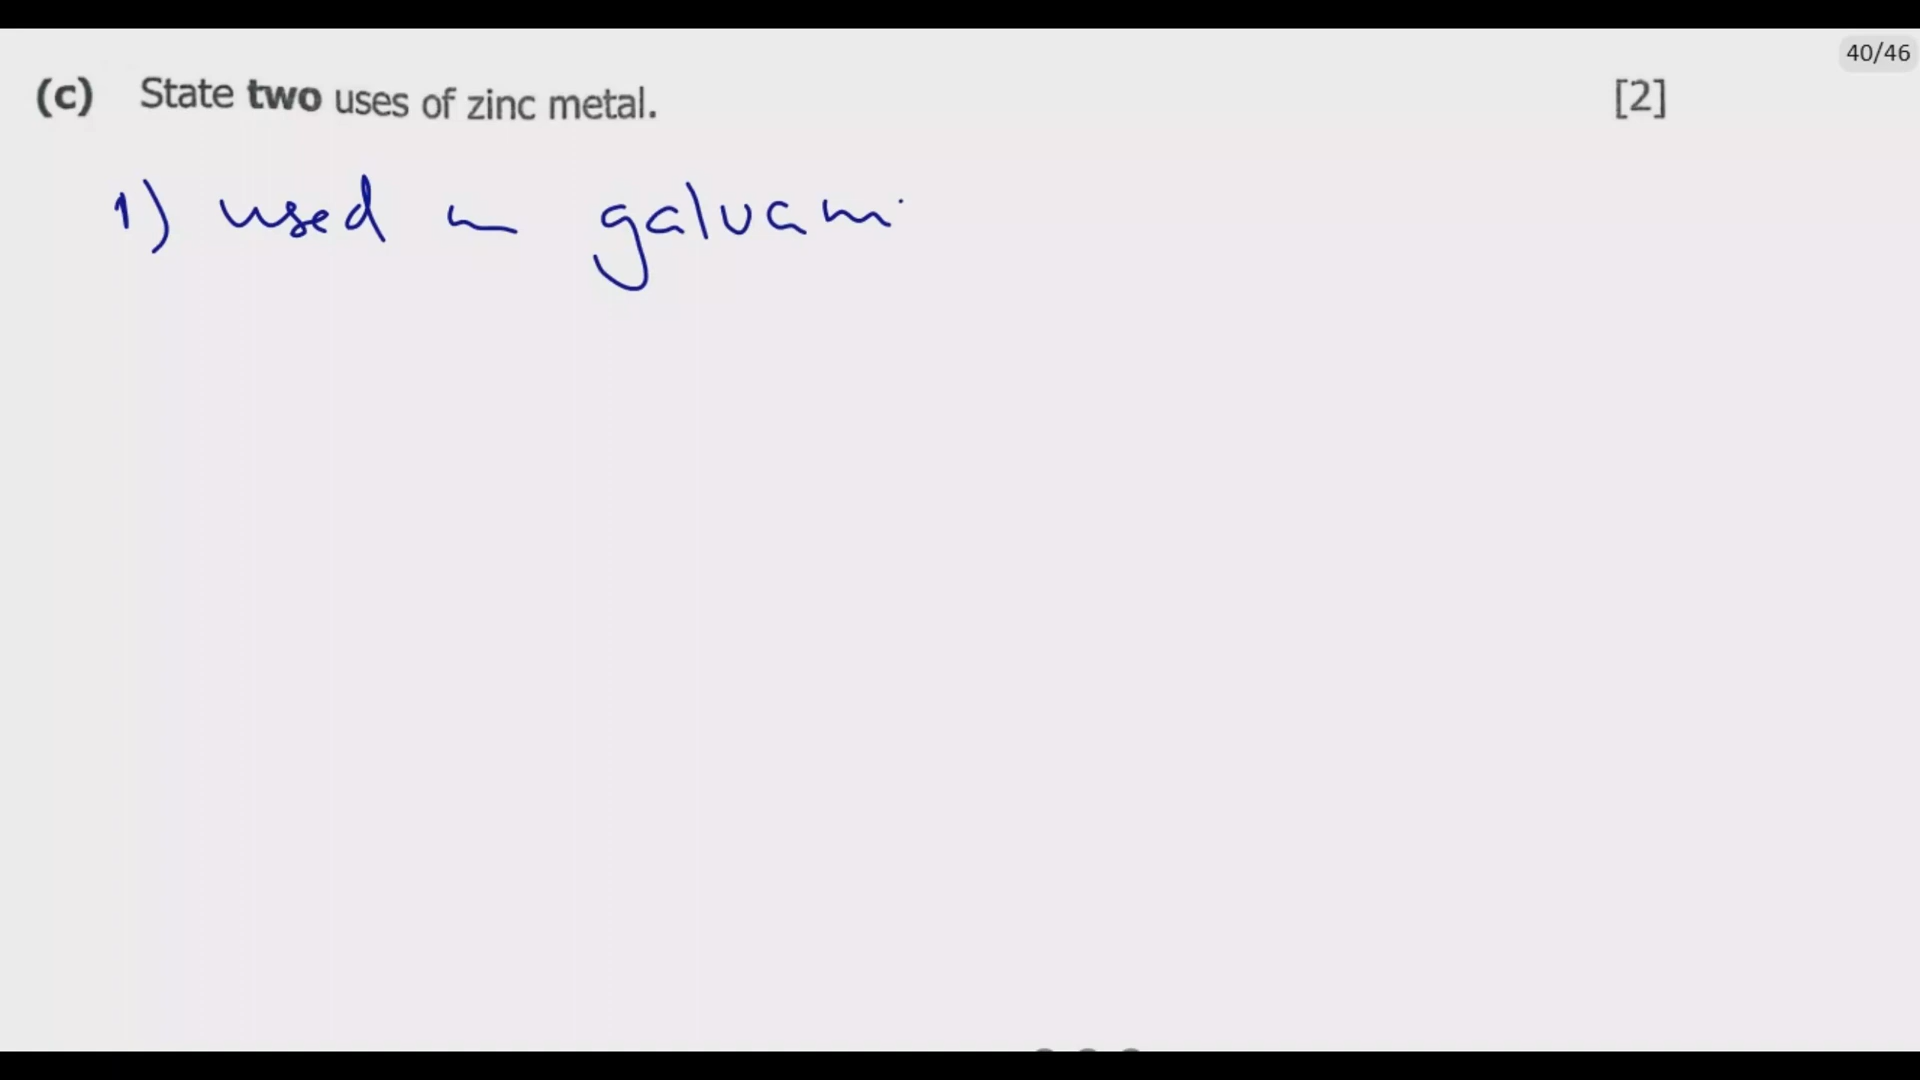 40/46
(c) State two uses of zinc metal. [2]
1) used in galvani